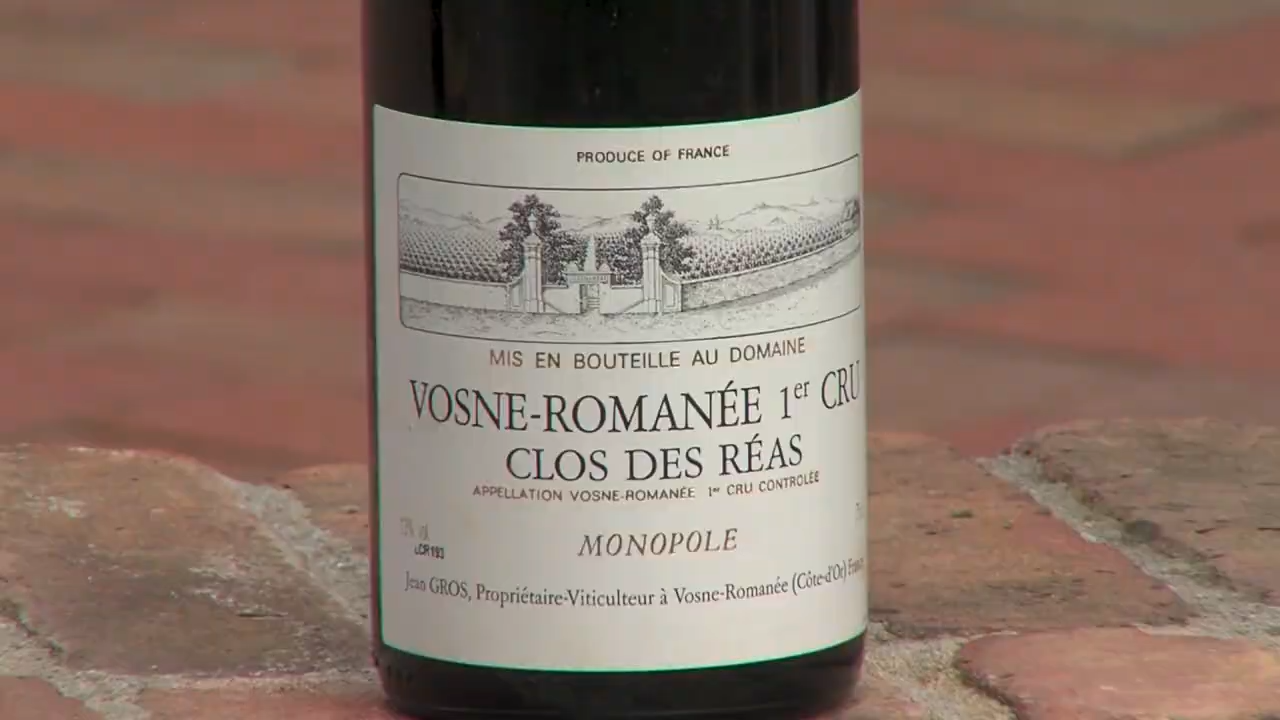 PRODUCE OF FRANCE
MIS EN BOUTEILLE AU DOMAINE
VOSNE-ROMANÉE 1er CRU
CLOS DES RÉAS
APPELLATION VOSNE-ROMANÉE 1er CRU CONTROLÉE
MONOPOLE
LCR193
Jean GROS, Propriétaire-Viticulteur à Vosne-Romanée (Côte-d'Or)